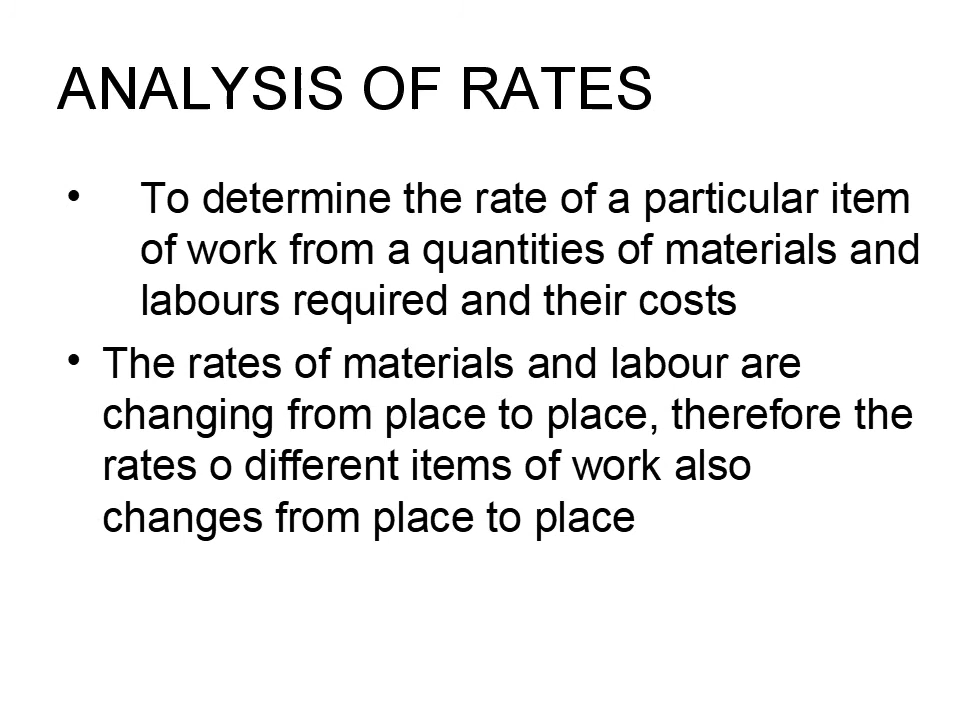 ANALYSIS OF RATES
• To determine the rate of a particular item
of work from a quantities of materials and
labours required and their costs
• The rates of materials and labour are
changing from place to place, therefore the
rates o different items of work also
changes from place to place